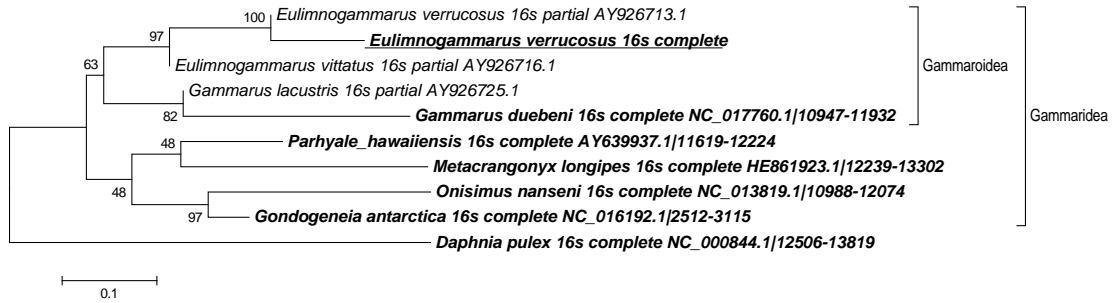 Eulimnogammarus verrucosus 16s partial AY926713.1
100
Eulimnogammarus verrucosus 16s complete
97
Eulimnogammarus vittatus 16s partial AY926716.1
Gammaroidea
63
Gammarus lacustris 16s partial AY926725.1
82
Gammarus duebeni 16s complete NC_017760.1|10947-11932
Gammaridea
Parhyale_hawaiiensis 16s complete AY639937.1|11619-12224
48
Metacrangonyx longipes 16s complete HE861923.1|12239-13302
48
Onisimus nanseni 16s complete NC_013819.1|10988-12074
97
Gondogeneia antarctica 16s complete NC_016192.1|2512-3115
Daphnia pulex 16s complete NC_000844.1|12506-13819
0.1